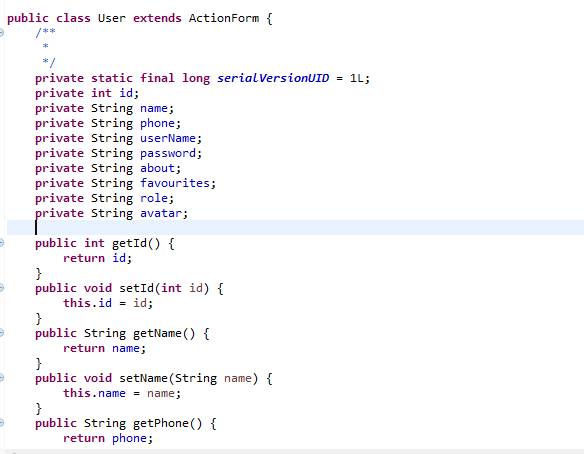 public class User extends ActionForm {
    /**
     *
     */
    private static final long serialVersionUID = 1L;
    private int id;
    private String name;
    private String phone;
    private String userName;
    private String password;
    private String about;
    private String favourites;
    private String role;
    private String avatar;
    public int getId() {
        return id;
    }
    public void setId(int id) {
        this.id = id;
    }
    public String getName() {
        return name;
    }
    public void setName(String name) {
        this.name = name;
    }
    public String getPhone() {
        return phone;